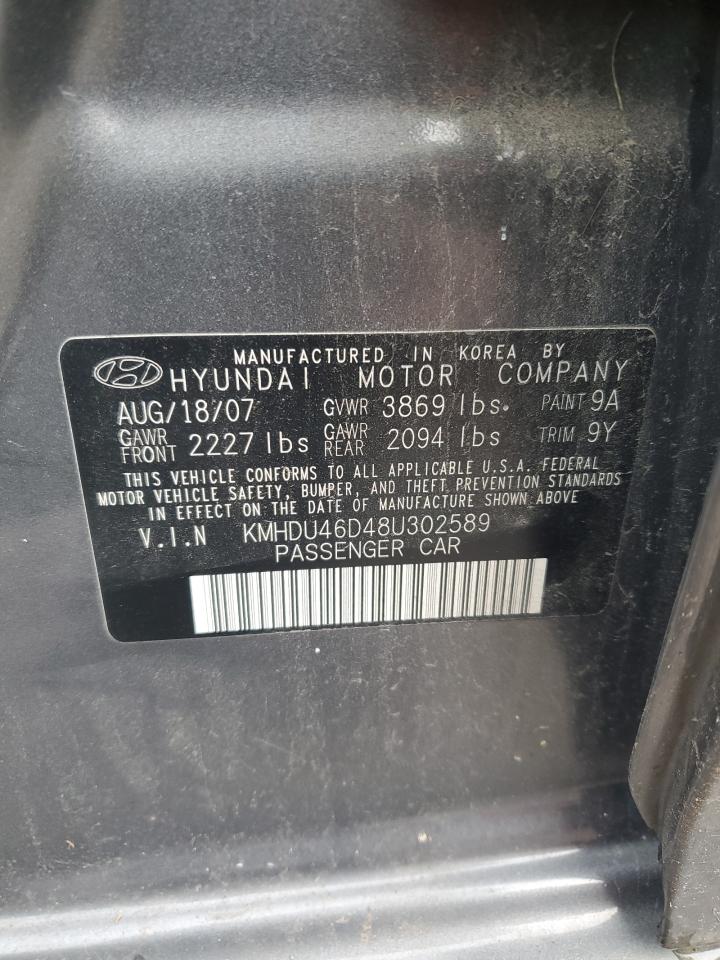 MANUFACTURED IN KOREA BY
HYUNDAI MOTOR COMPANY
AUG/18/07 GVWR 3869 lbs. PAINT 9A
GAWR FRONT 2227 lbs GAWR REAR 2094 lbs TRIM 9Y
THIS VEHICLE CONFORMS TO ALL APPLICABLE U.S.A. FEDERAL
MOTOR VEHICLE SAFETY, BUMPER, AND THEFT PREVENTION STANDARDS
IN EFFECT ON THE DATE OF MANUFACTURE SHOWN ABOVE
V.I.N KMHDU46D48U302589
PASSENGER CAR